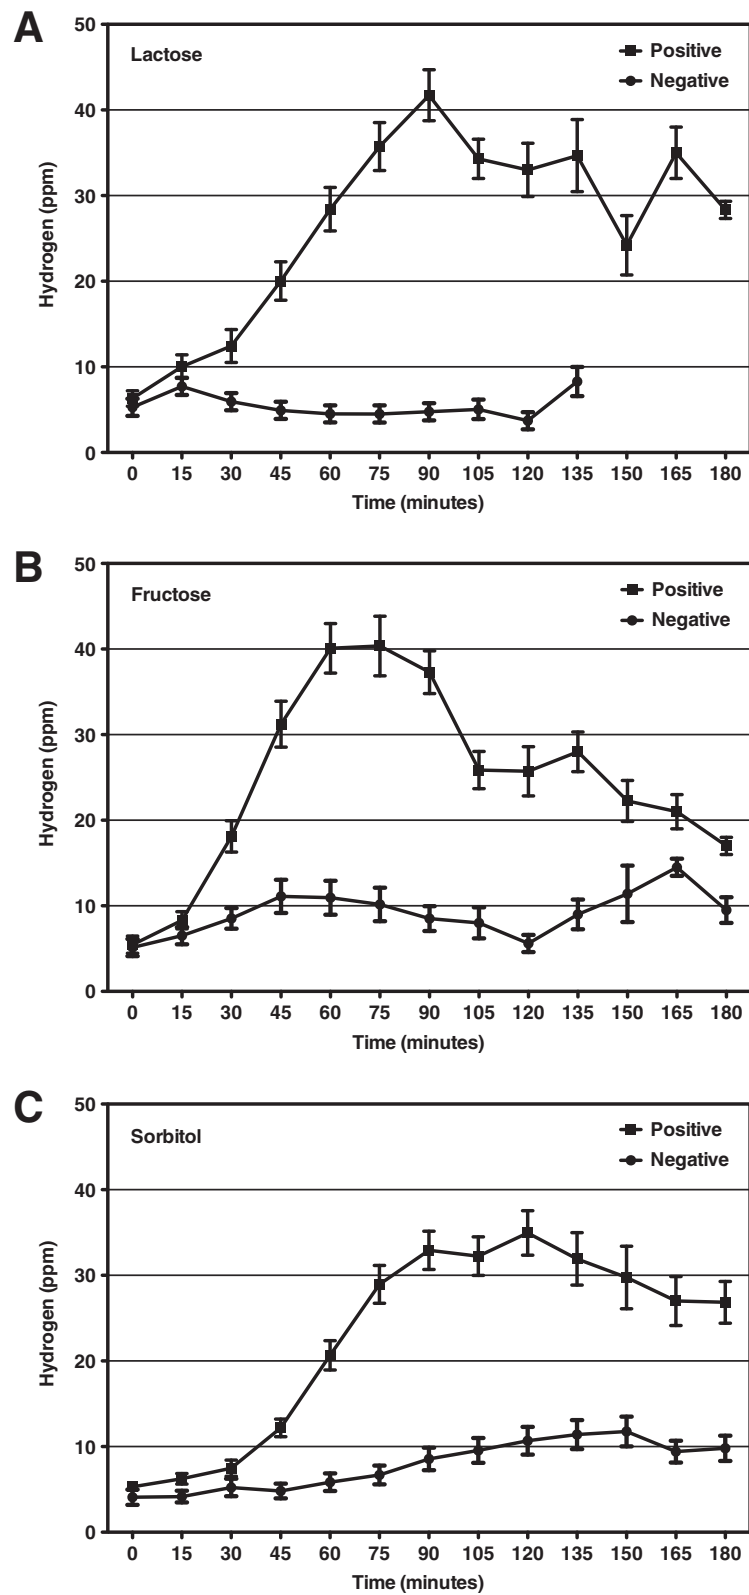 A
Lactose
Positive
Negative
Hydrogen (ppm)
50
40
30
20
10
0
0 15 30 45 60 75 90 105 120 135 150 165 180
Time (minutes)
B
Fructose
Positive
Negative
Hydrogen (ppm)
50
40
30
20
10
0
0 15 30 45 60 75 90 105 120 135 150 165 180
Time (minutes)
C
Sorbitol
Positive
Negative
Hydrogen (ppm)
50
40
30
20
10
0
0 15 30 45 60 75 90 105 120 135 150 165 180
Time (minutes)